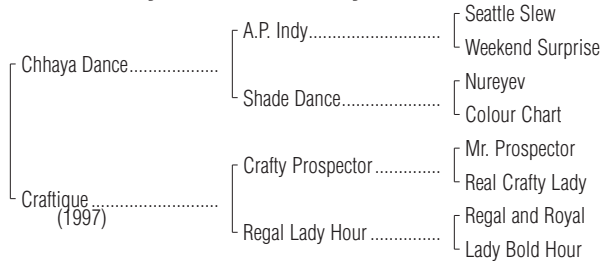 Chhaya Dance....................
Craftique.............................
(1997)
A.P. Indy..............................
Shade Dance......................
Crafty Prospector...............
Regal Lady Hour................
Seattle Slew
Weekend Surprise
Nureyev
Colour Chart
Mr. Prospector
Real Crafty Lady
Regal and Royal
Lady Bold Hour